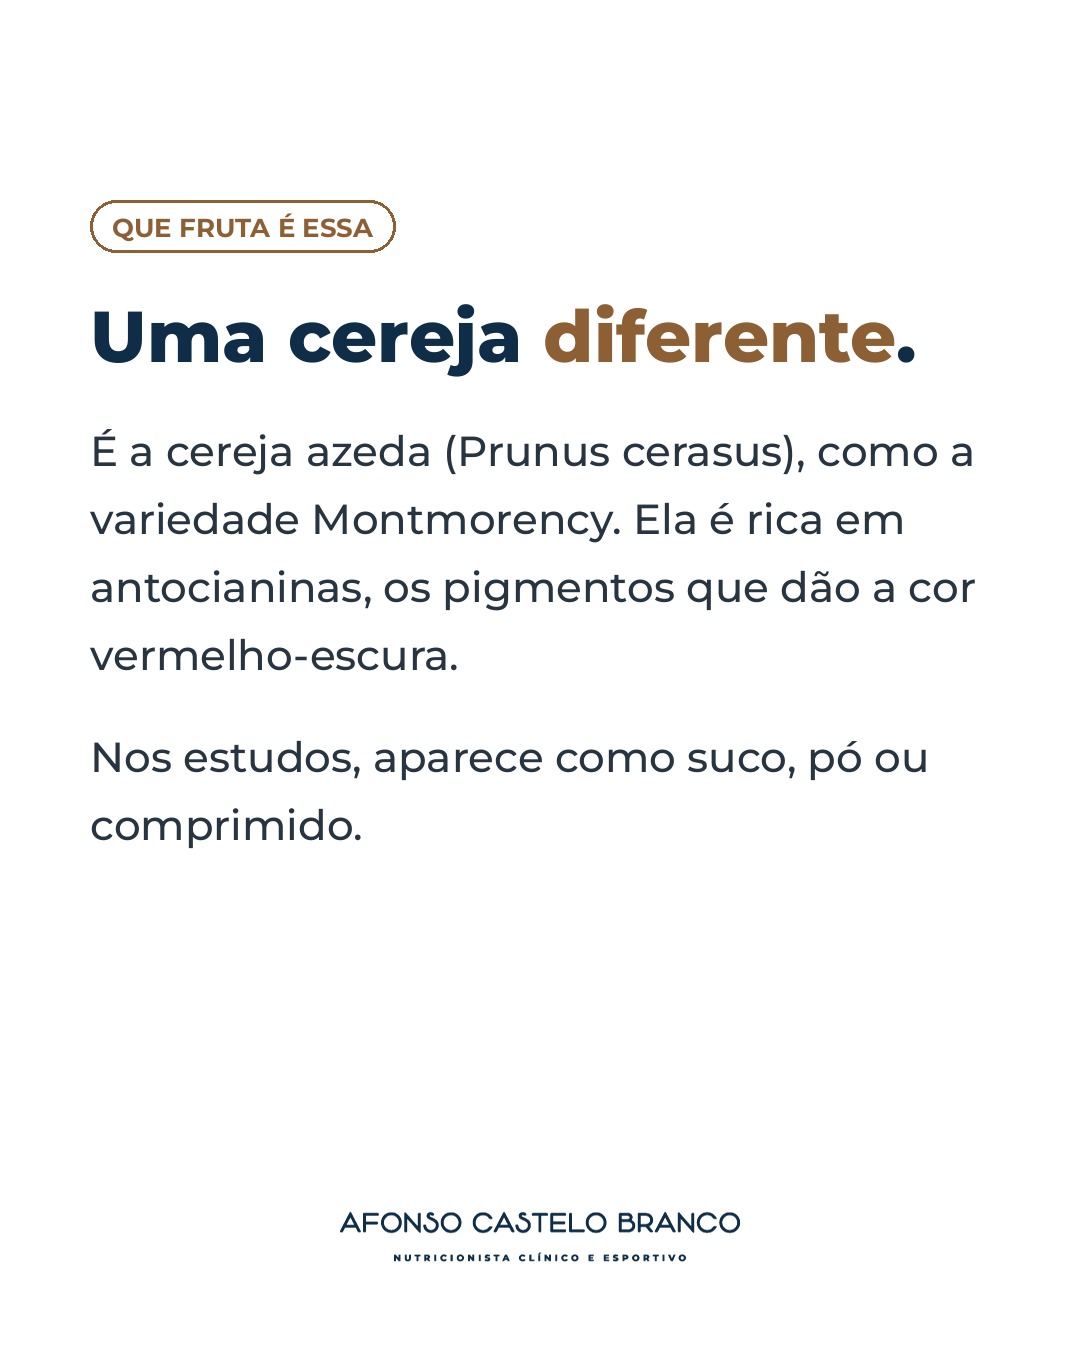 QUE FRUTA É ESSA
Uma cereja diferente.
É a cereja azeda (Prunus cerasus), como a
variedade Montmorency. Ela é rica em
antocianinas, os pigmentos que dão a cor
vermelho-escura.
Nos estudos, aparece como suco, pó ou
comprimido.
AFONSO CASTELO BRANCO
NUTRICIONISTA CLÍNICO E ESPORTIVO